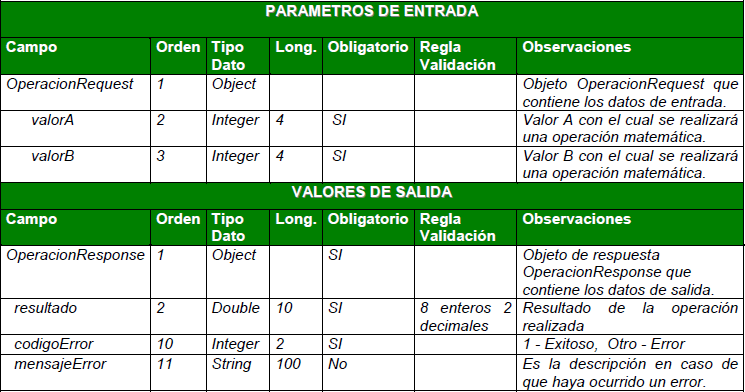 PARAMETROS DE ENTRADA
Campo Orden Tipo Dato Long. Obligatorio Regla Validación Observaciones
OperacionRequest 1 Object Objeto OperacionRequest que
contiene los datos de entrada.
valorA 2 Integer 4 SI Valor A con el cual se realizará
una operación matemática.
valorB 3 Integer 4 SI Valor B con el cual se realizará
una operación matemática.
VALORES DE SALIDA
Campo Orden Tipo Dato Long. Obligatorio Regla Validación Observaciones
OperacionResponse 1 Object SI Objeto de respuesta
OperacionResponse que
contiene los datos de salida.
resultado 2 Double 10 SI 8 enteros 2 decimales Resultado de la operación
realizada
codigoError 10 Integer 2 SI 1 - Exitoso, Otro - Error
mensajeError 11 String 100 No Es la descripción en caso de
que haya ocurrido un error.